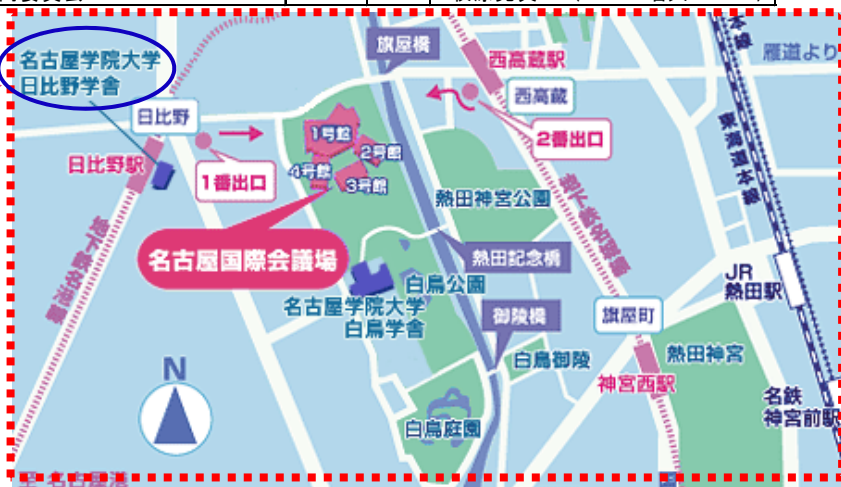 旗屋橋
名古屋学院大学
日比野学舎
西高蔵駅
雁道より
本線
日比野
西高蔵
1号館
2号館
2番出口
東海道本線
日比野駅
4号館
3号館
1番出口
熱田神宮公園
地下鉄名港線
地下鉄名城線
名古屋国際会議場
熱田記念橋
JR
熱田駅
白鳥公園
名古屋学院大学
白鳥学舎
御陵橋
旗屋町
白鳥御陵
熱田神宮
N
神宮西駅
名鉄
神宮前駅
白鳥庭園
至 名古屋港